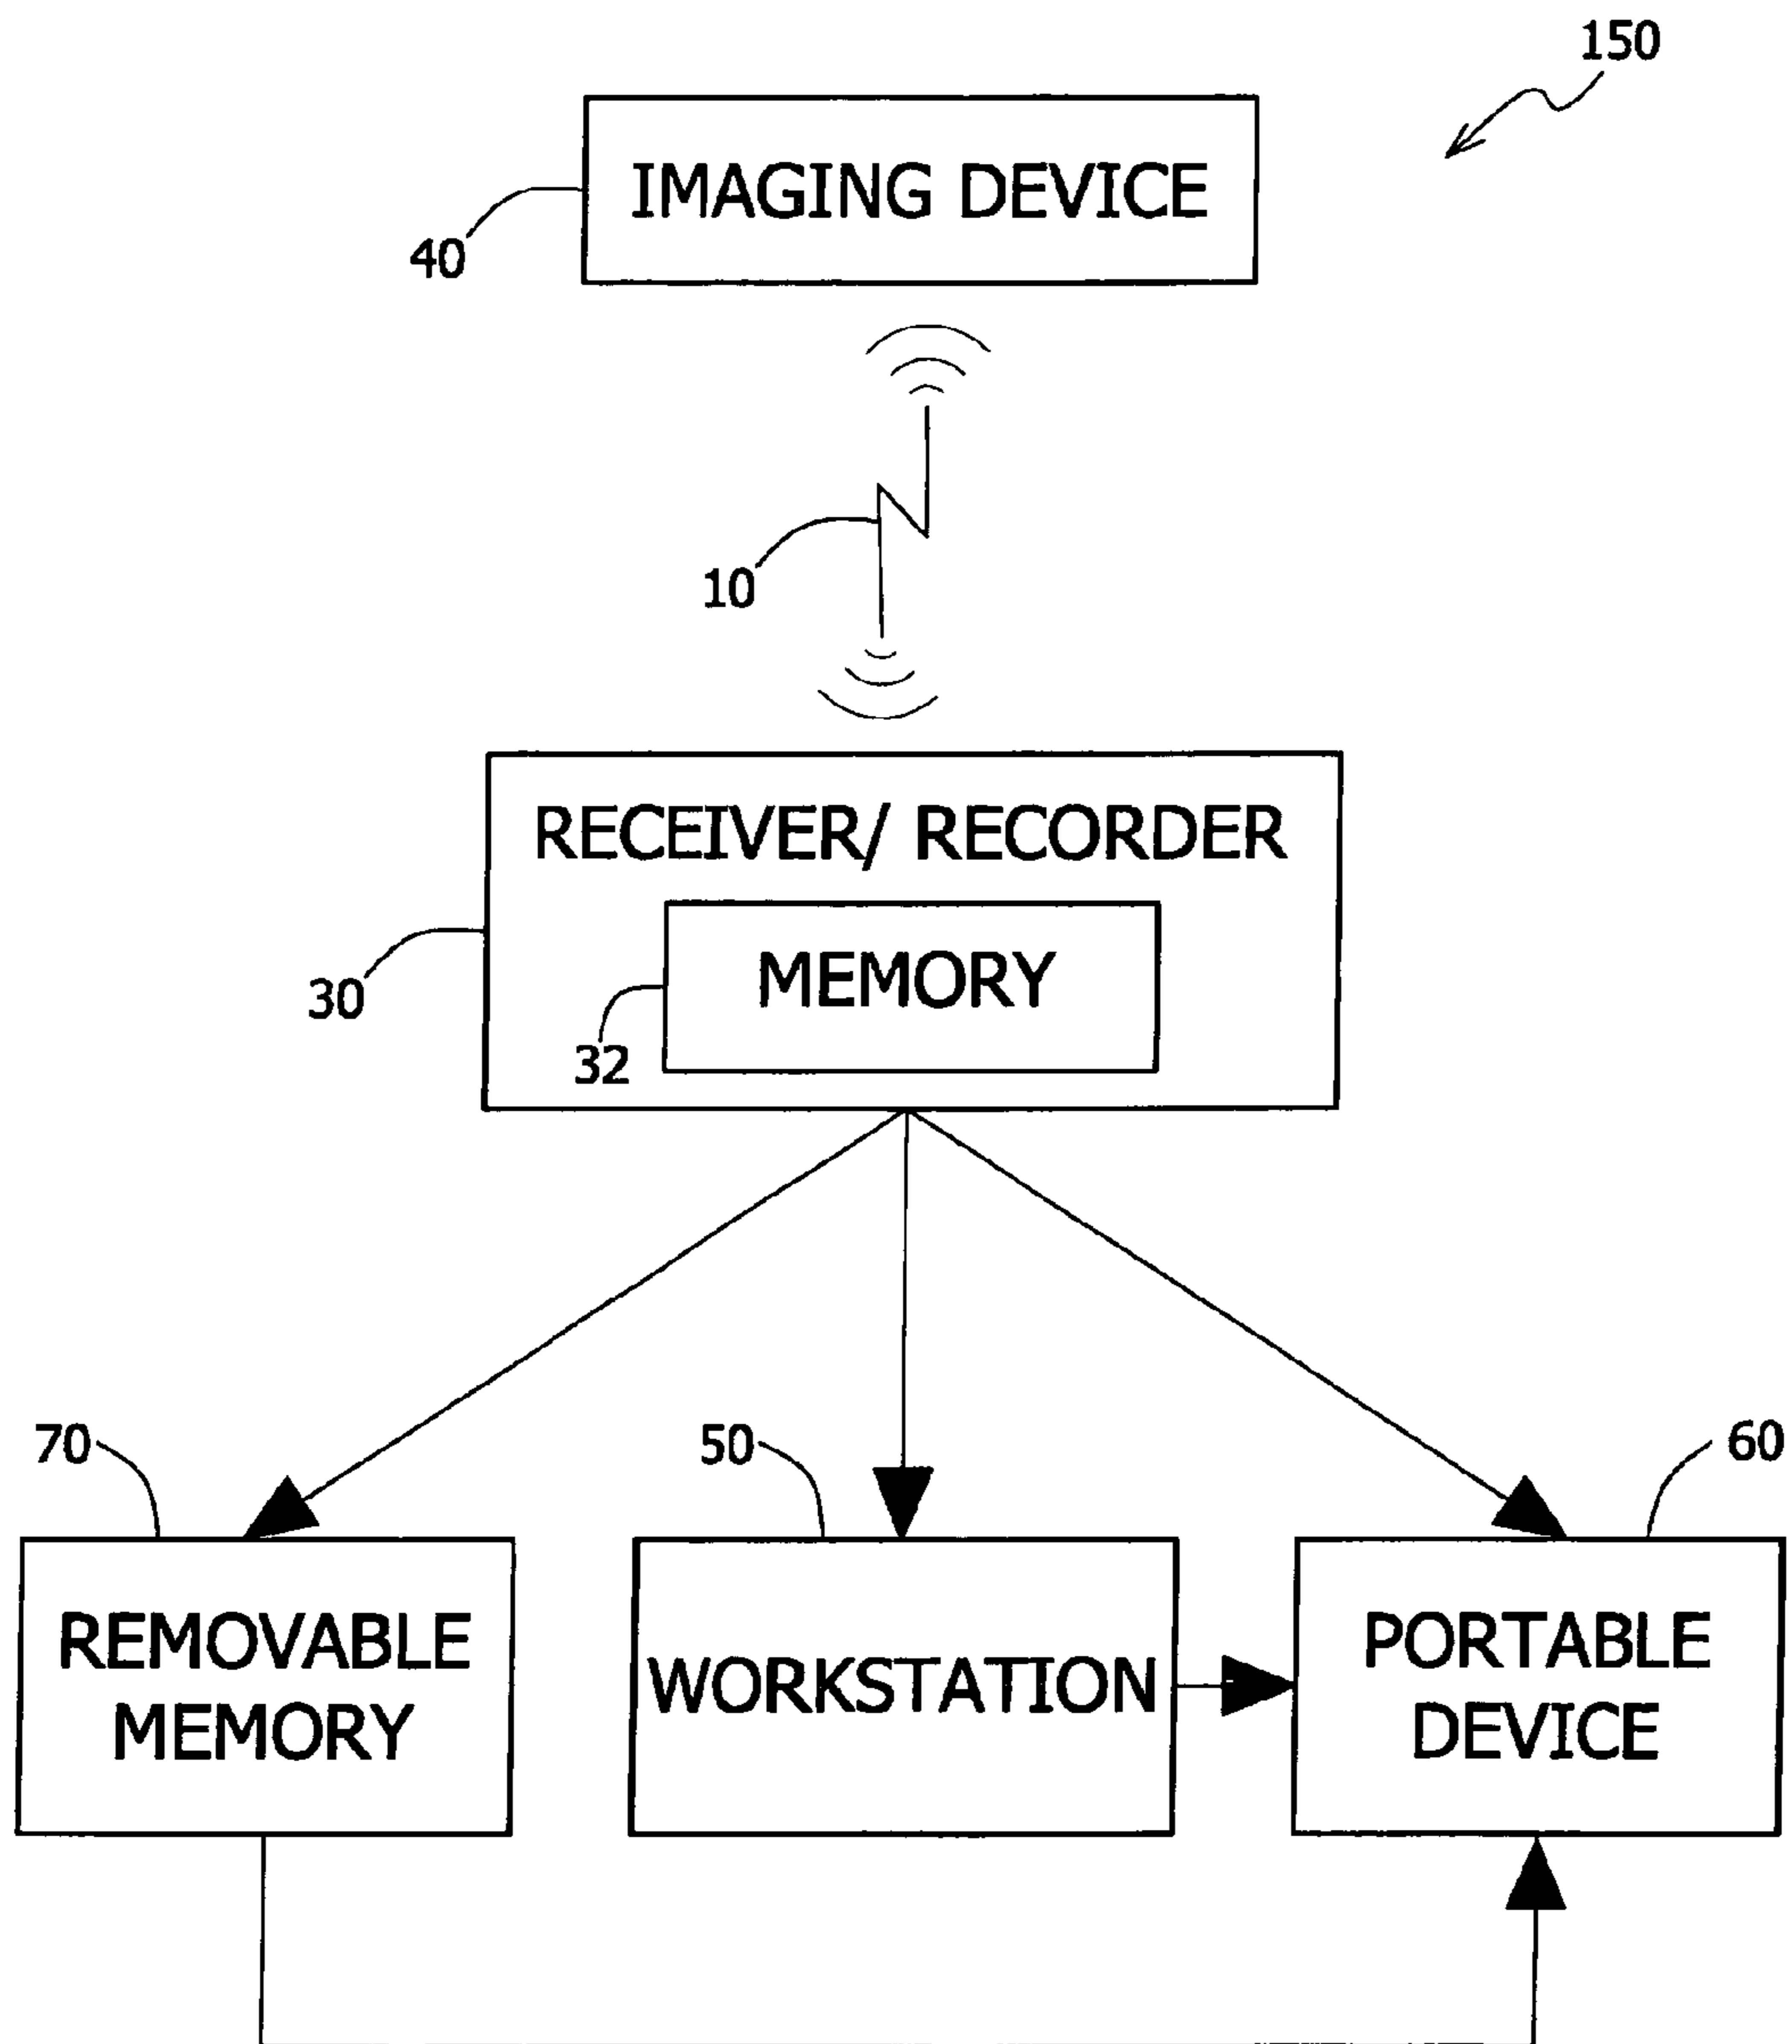 150
IMAGING DEVICE
40
10
RECEIVER/ RECORDER
MEMORY
30
32
70
50
60
REMOVABLE
MEMORY
WORKSTATION
PORTABLE
DEVICE